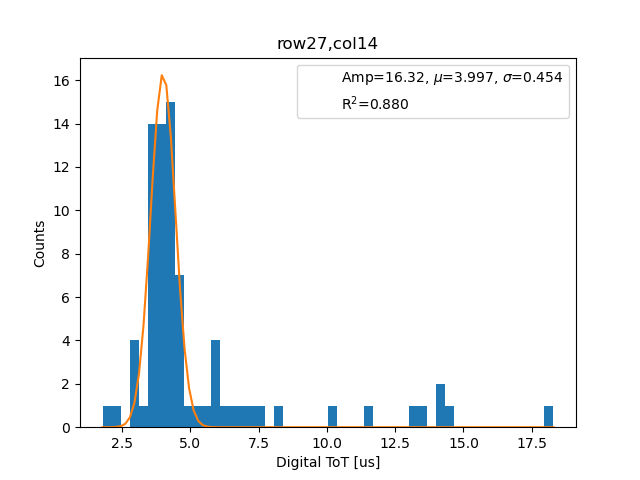 row27,col14
Amp=16.32, μ=3.997, σ=0.454
R²=0.880
16
14
12
10
8
6
4
2
0
Counts
2.5 5.0 7.5 10.0 12.5 15.0 17.5
Digital ToT [us]